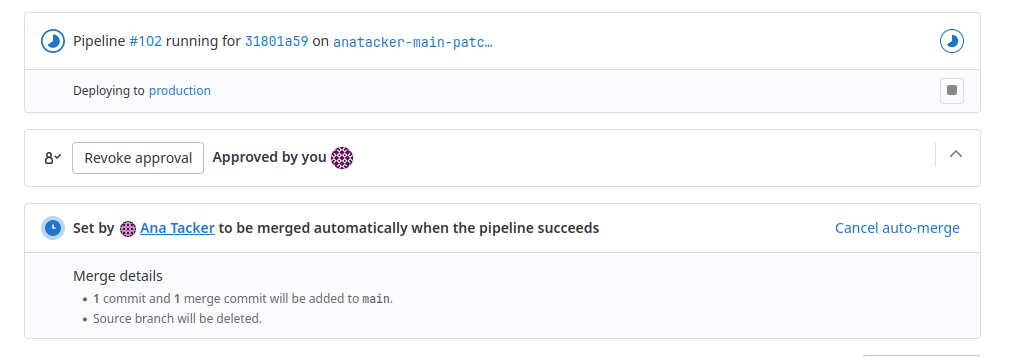 Pipeline #102 running for 31801a59 on anatacker-main-patc…
Deploying to production
Revoke approval Approved by you
Set by Ana Tacker to be merged automatically when the pipeline succeeds Cancel auto-merge
Merge details
• 1 commit and 1 merge commit will be added to main.
• Source branch will be deleted.